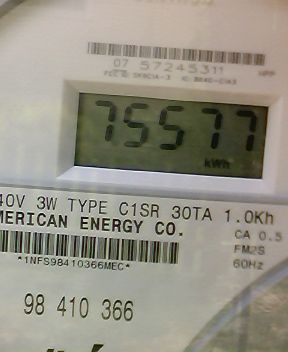 07 57245311
75577
kWh
40V 3W TYPE C1SR 30TA 1.0Kh
MERICAN ENERGY CO.
CA 0.5
FM2S
60Hz
*1NFS98410366MEC*
98 410 366